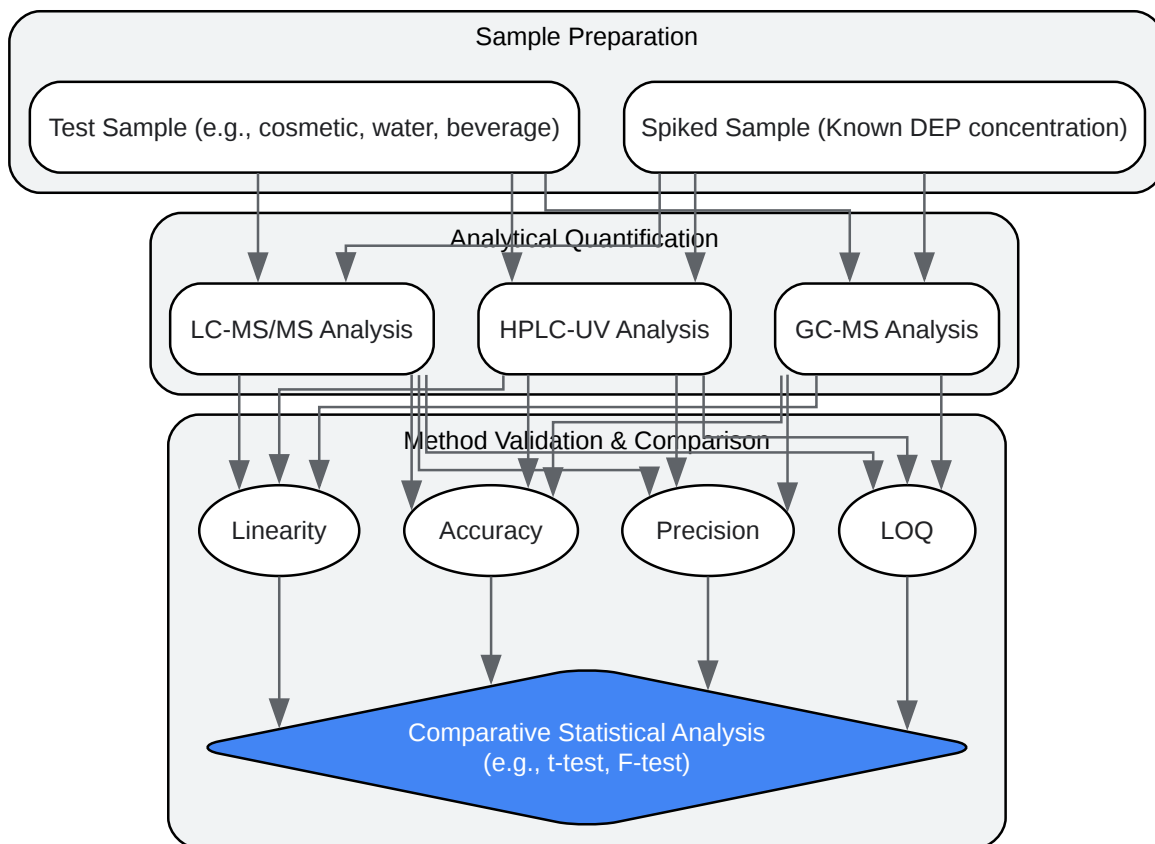 Sample Preparation
Test Sample (e.g., cosmetic, water, beverage)
Spiked Sample (Known DEP concentration)
Analytical Quantification
LC-MS/MS Analysis
HPLC-UV Analysis
GC-MS Analysis
Method Validation & Comparison
Linearity
Accuracy
Precision
LOQ
Comparative Statistical Analysis
(e.g., t-test, F-test)